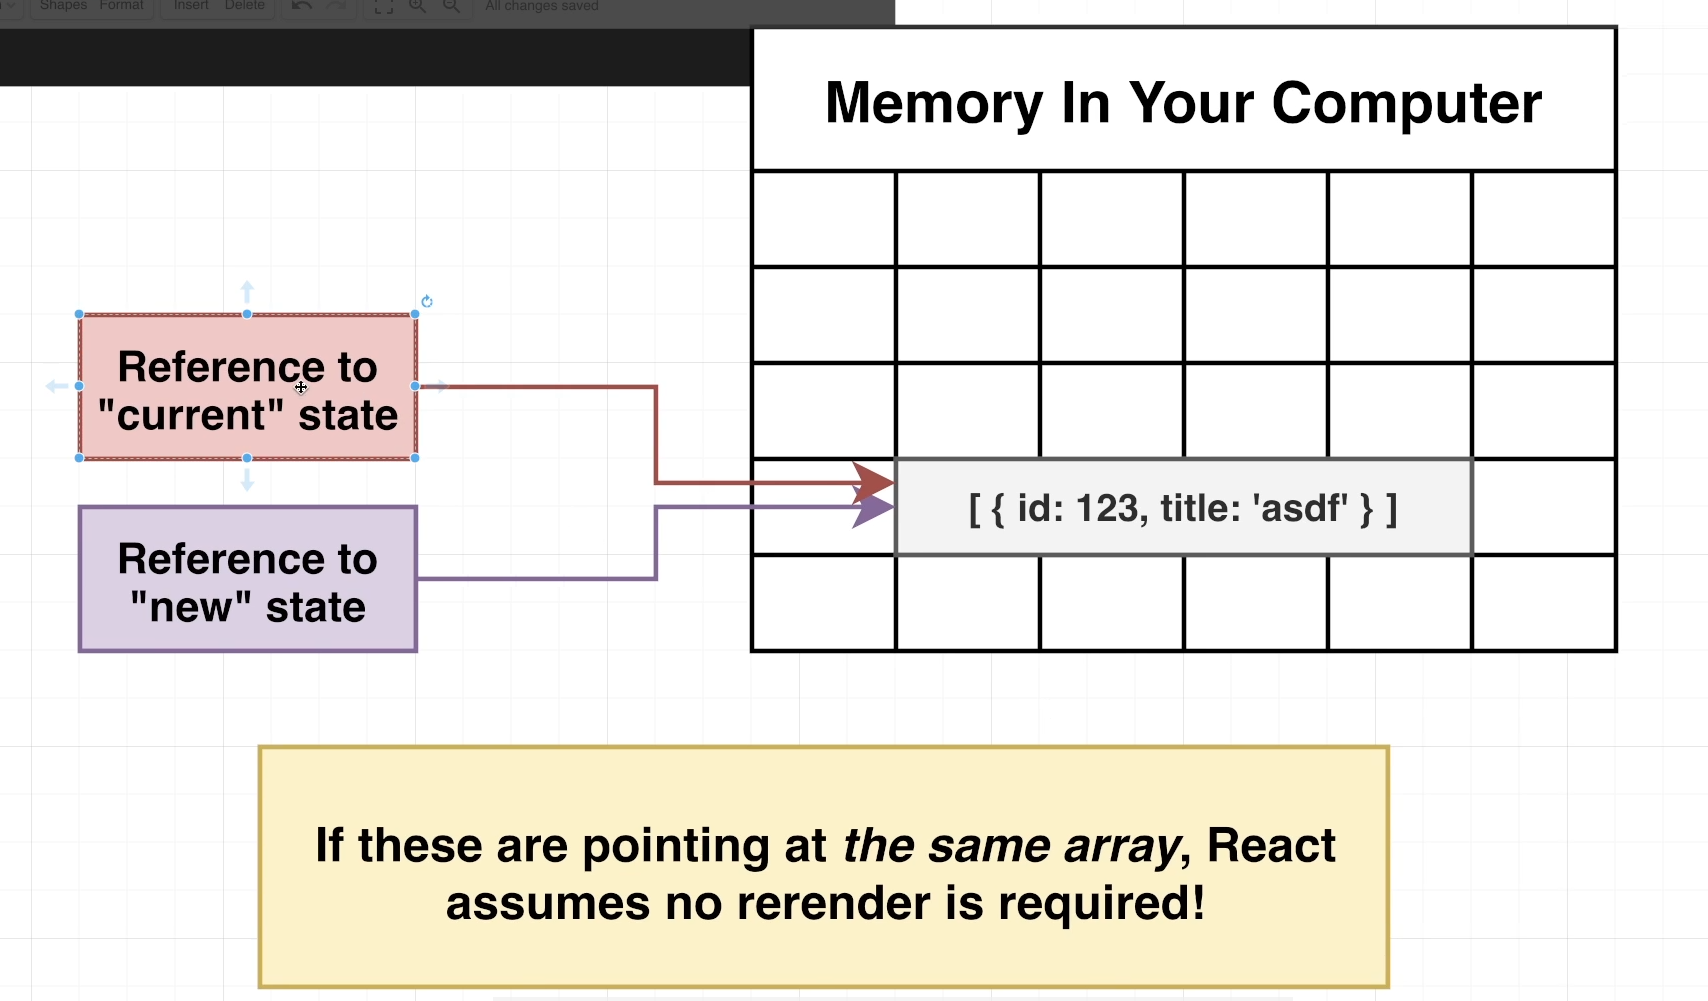 Shapes Format Insert Delete All changes saved
Memory In Your Computer
Reference to
"current" state
[ { id: 123, title: 'asdf' } ]
Reference to
"new" state
If these are pointing at the same array, React
assumes no rerender is required!